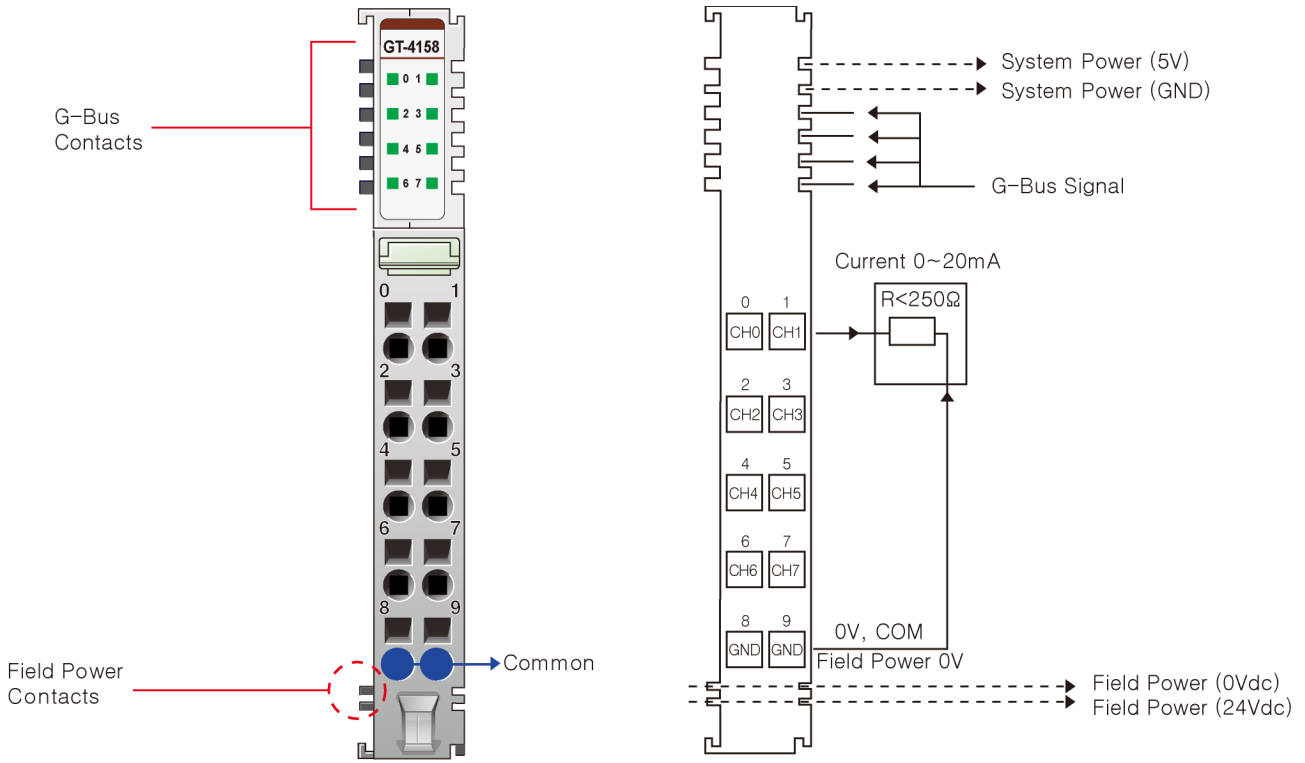 GT-4158
0 1
2 3
4 5
6 7
G-Bus
Contacts
0 1
2 3
4 5
6 7
8 9
Common
Field Power
Contacts
System Power (5V)
System Power (GND)
G-Bus Signal
Current 0~20mA
R<250Ω
0 1
CH0 CH1
2 3
CH2 CH3
4 5
CH4 CH5
6 7
CH6 CH7
8 9
GND GND
0V, COM
Field Power 0V
Field Power (0Vdc)
Field Power (24Vdc)